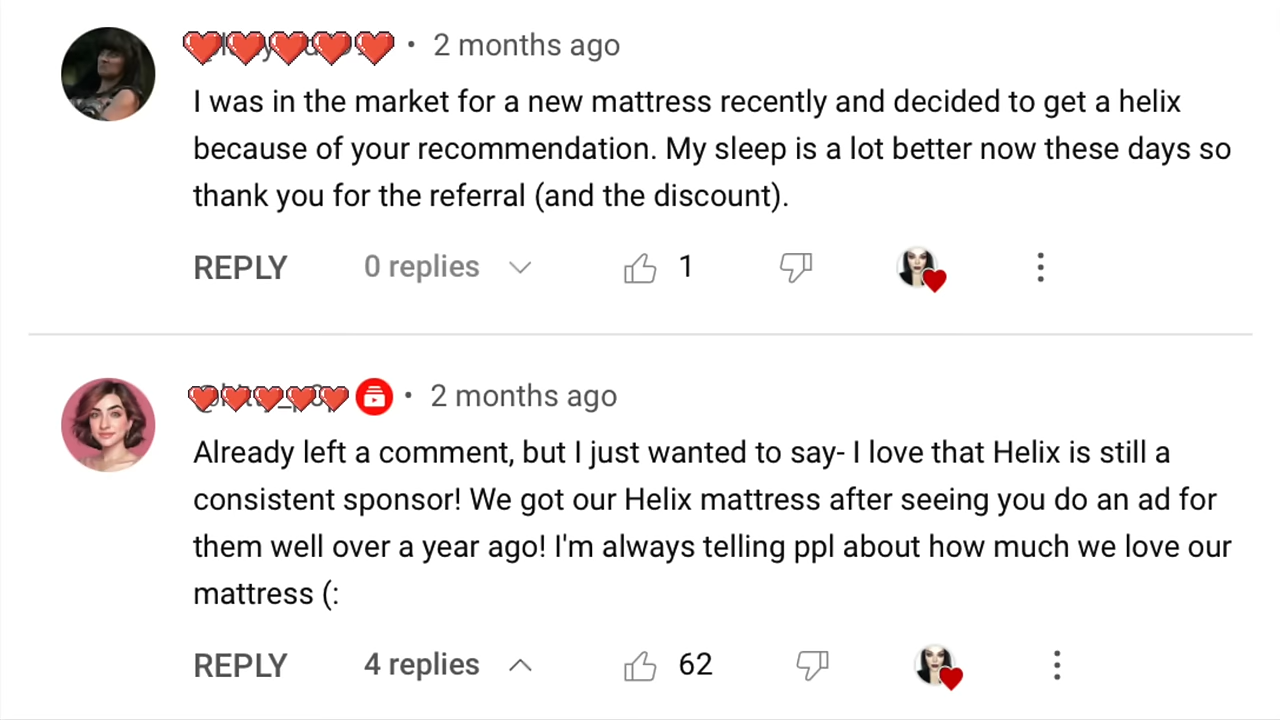 • 2 months ago
I was in the market for a new mattress recently and decided to get a helix
because of your recommendation. My sleep is a lot better now these days so
thank you for the referral (and the discount).
REPLY 0 replies 1
• 2 months ago
Already left a comment, but I just wanted to say- I love that Helix is still a
consistent sponsor! We got our Helix mattress after seeing you do an ad for
them well over a year ago! I'm always telling ppl about how much we love our
mattress (:
REPLY 4 replies 62